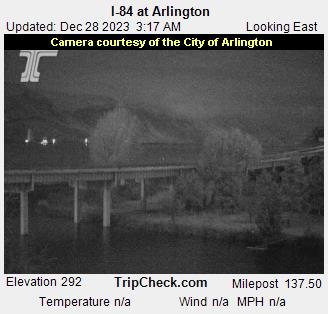 I-84 at Arlington
Updated: Dec 28 2023 3:17 AM Looking East
Camera courtesy of the City of Arlington
Elevation 292 TripCheck.com Milepost 137.50
Temperature n/a Wind n/a MPH n/a